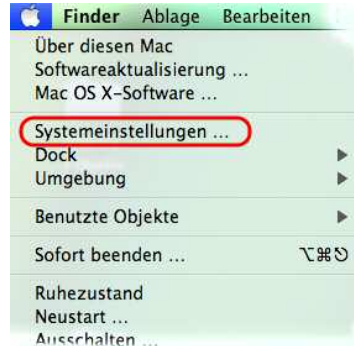 Finder Ablage Bearbeiten
Über diesen Mac
Softwareaktualisierung ...
Mac OS X-Software ...
Systemeinstellungen ...
Dock
Umgebung
Benutzte Objekte
Sofort beenden ... ⌥⌘⎋
Ruhezustand
Neustart ...
Ausschalten ...